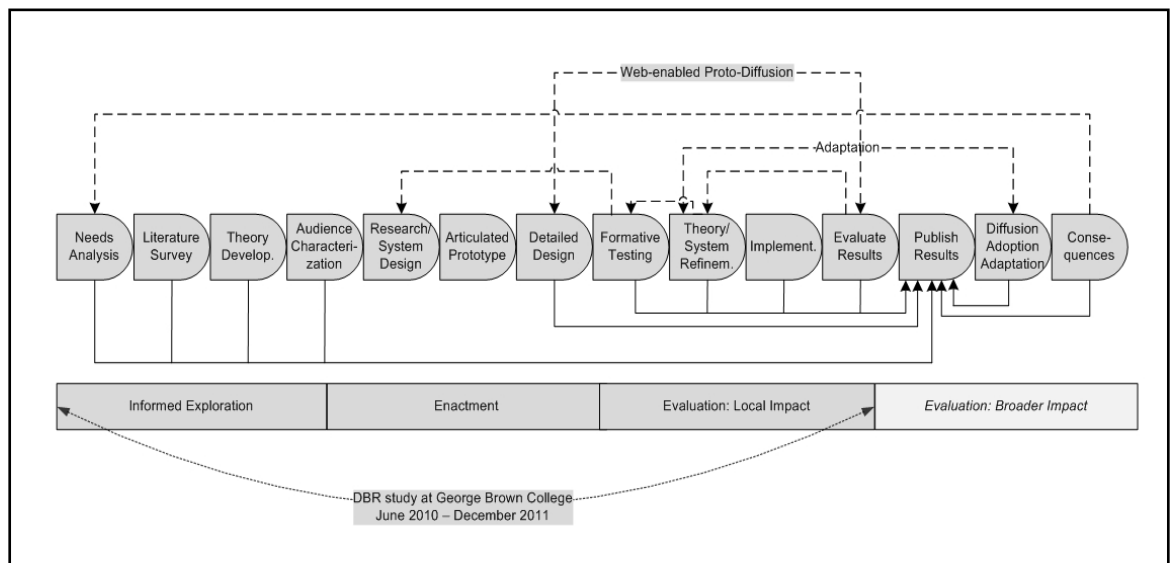 Web-enabled Proto-Diffusion
Adaptation
Needs
Analysis
Literature
Survey
Theory
Develop.
Audience
Characteri-
zation
Research/
System
Design
Articulated
Prototype
Detailed
Design
Formative
Testing
Theory/
System
Refinem.
Implement.
Evaluate
Results
Publish
Results
Diffusion
Adoption
Adaptation
Conse-
quences
Informed Exploration
Enactment
Evaluation: Local Impact
Evaluation: Broader Impact
DBR study at George Brown College
June 2010 – December 2011